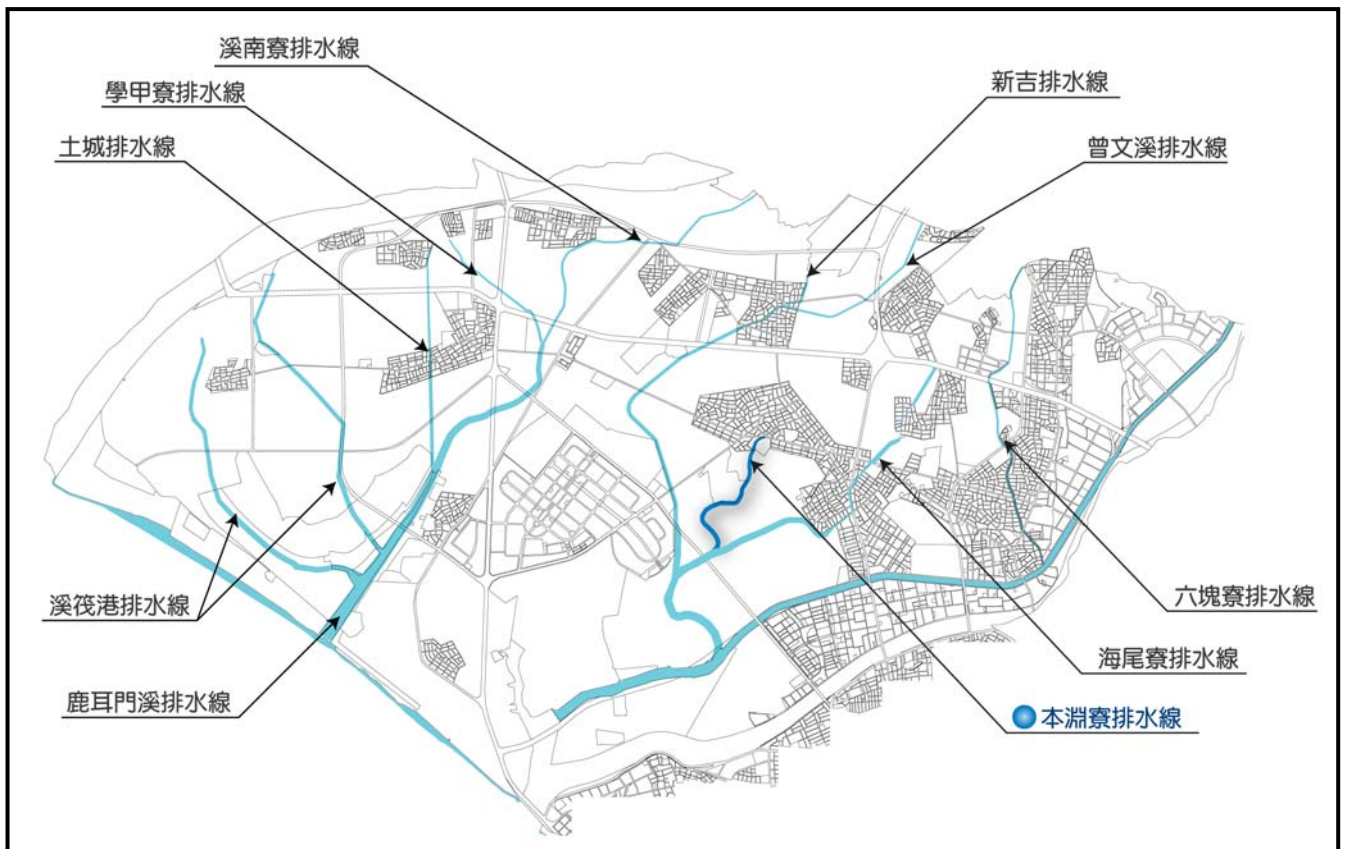 溪南寮排水線
學甲寮排水線
土城排水線
新吉排水線
曾文溪排水線
溪筏港排水線
鹿耳門溪排水線
六塊寮排水線
海尾寮排水線
本淵寮排水線